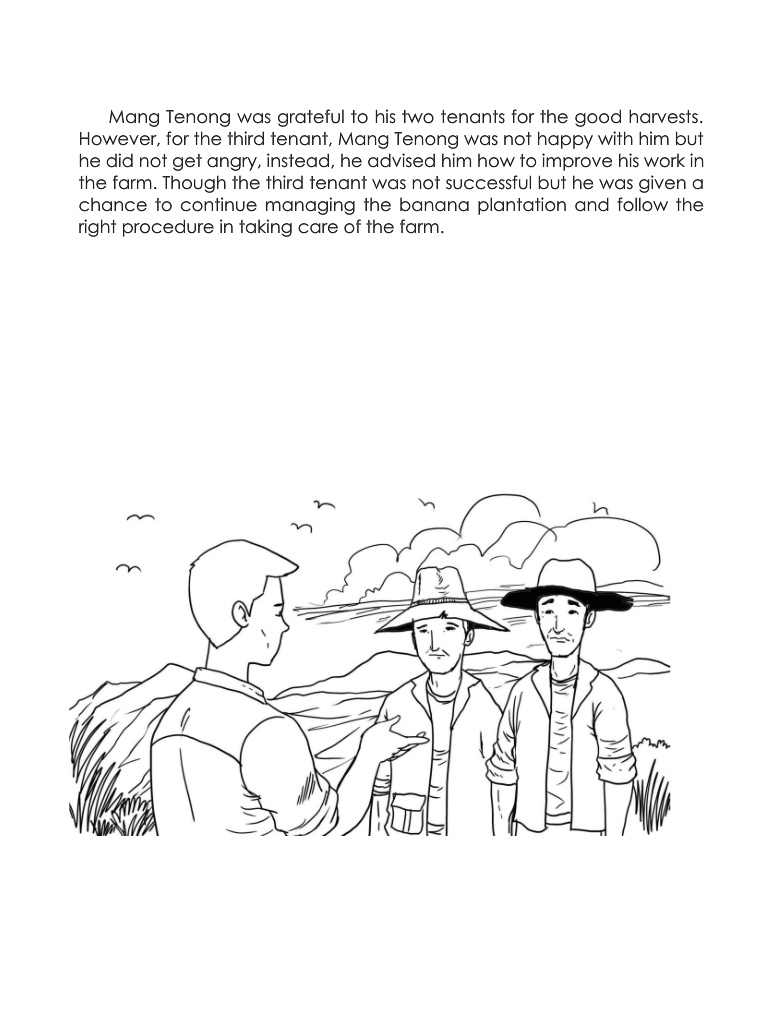 Mang Tenong was grateful to his two tenants for the good harvests.
However, for the third tenant, Mang Tenong was not happy with him but
he did not get angry, instead, he advised him how to improve his work in
the farm. Though the third tenant was not successful but he was given a
chance to continue managing the banana plantation and follow the
right procedure in taking care of the farm.